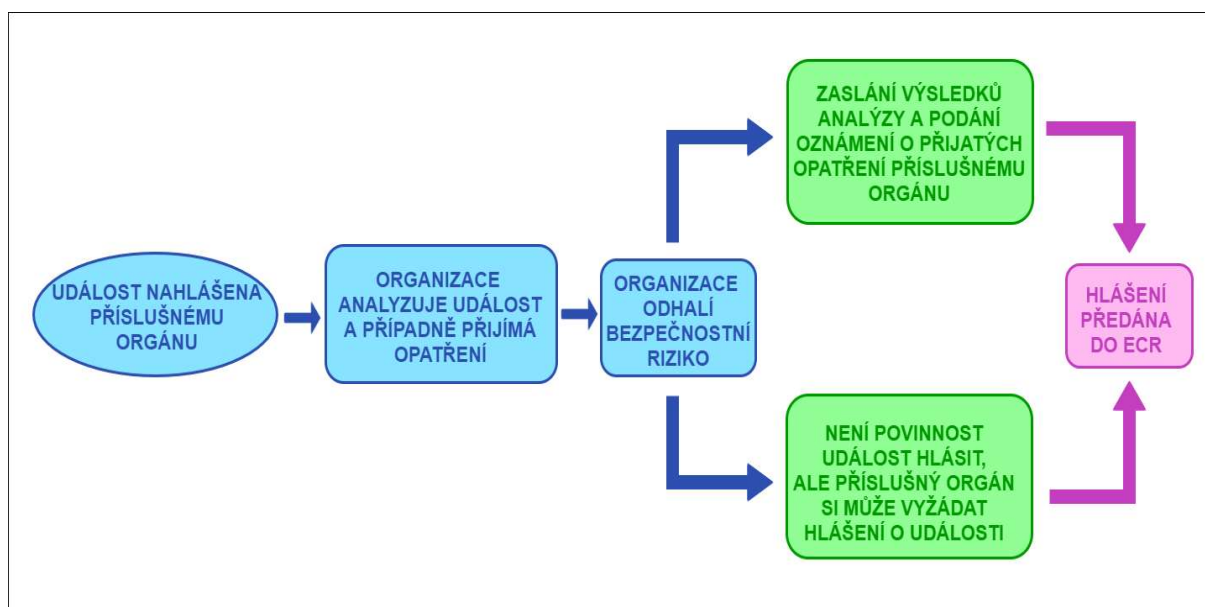 UDÁLOST NAHLÁŠENA
PŘÍSLUŠNÉMU
ORGÁNU
ORGANIZACE
ANALYZUJE UDÁLOST
A PŘÍPADNĚ PŘIJÍMÁ
OPATŘENÍ
ORGANIZACE
ODHALÍ
BEZPEČNOSTNÍ
RIZIKO
ZASLÁNÍ VÝSLEDKŮ
ANALÝZY A PODÁNÍ
OZNÁMENÍ O PŘIJATÝCH
OPATŘENÍ PŘÍSLUŠNÉMU
ORGÁNU
NENÍ POVINNOST
UDÁLOST HLÁSIT,
ALE PŘÍSLUŠNÝ ORGÁN
SI MŮŽE VYŽÁDAT
HLÁŠENÍ O UDÁLOSTI
HLÁŠENÍ
PŘEDÁNA
DO ECR